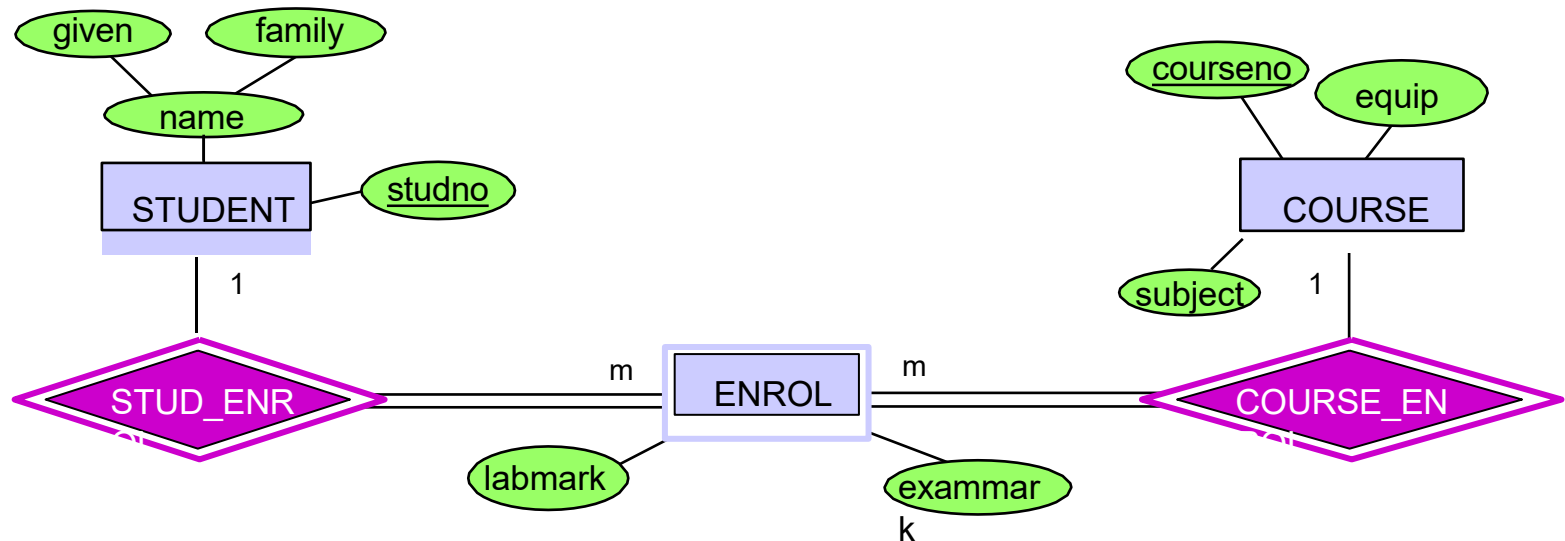 given
family
name
STUDENT
studno
courseno
equip
COURSE
subject
1
1
m
m
STUD_ENR
ENROL
COURSE_EN
labmark
exammar
k